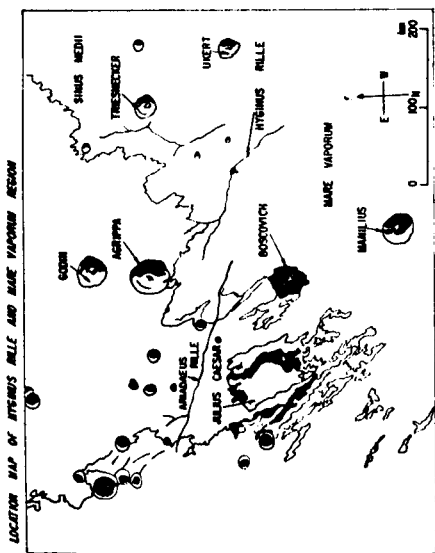 LOCATION MAP OF HYGINUS RILLE AND MARE VAPORUM REGION
SINUS MEDII
TRIESNECKER
UKERT
HYGINUS RILLE
GODIN
AGRIPPA
BOSCOVICH
MARE VAPORUM
MANILIUS
ARIADAEUS
RILLE
JULIUS
CAESAR
E
W
N
0
100
200
km